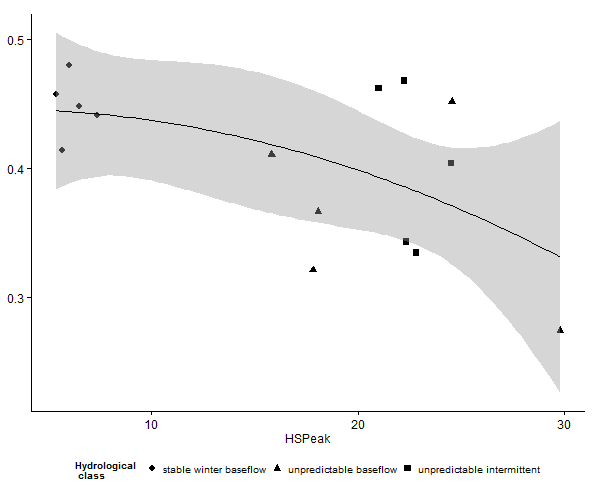 0.5
0.4
0.3
10 20 30
HSPeak
Hydrological
class
stable winter baseflow unpredictable baseflow unpredictable intermittent